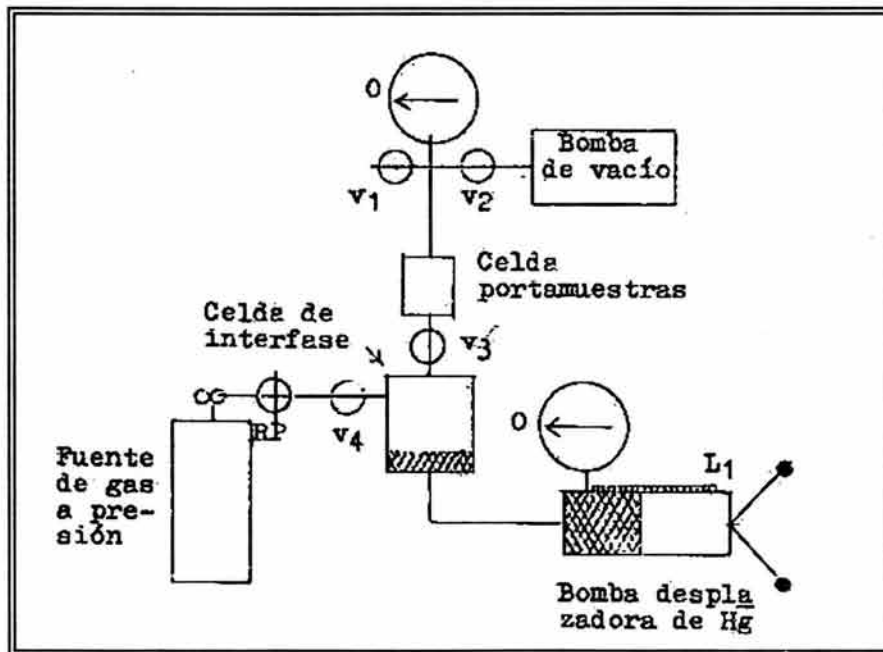 O
Bomba
de vacío
v1
v2
Celda
portamuestras
Celda de
interfase
v3
O
RP
v4
L1
Fuente
de gas
a pre-
sión
Bomba despla
zadora de Hg